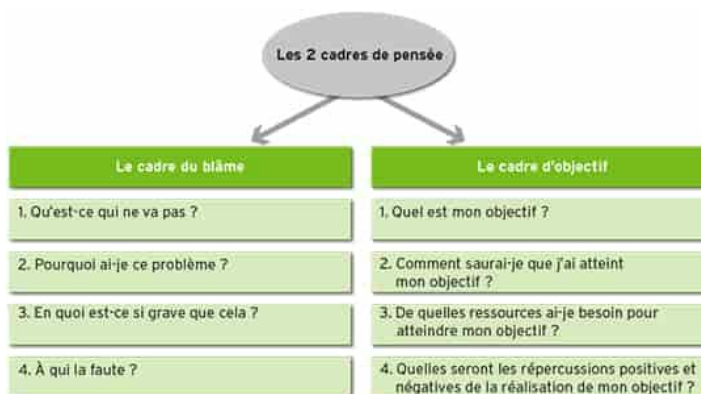 Les 2 cadres de pensée
Le cadre du blâme
1. Qu'est-ce qui ne va pas ?
2. Pourquoi ai-je ce problème ?
3. En quoi est-ce si grave que cela ?
4. À qui la faute ?
Le cadre d'objectif
1. Quel est mon objectif ?
2. Comment saurai-je que j'ai atteint
mon objectif ?
3. De quelles ressources ai-je besoin pour
atteindre mon objectif ?
4. Quelles seront les répercussions positives et
négatives de la réalisation de mon objectif ?